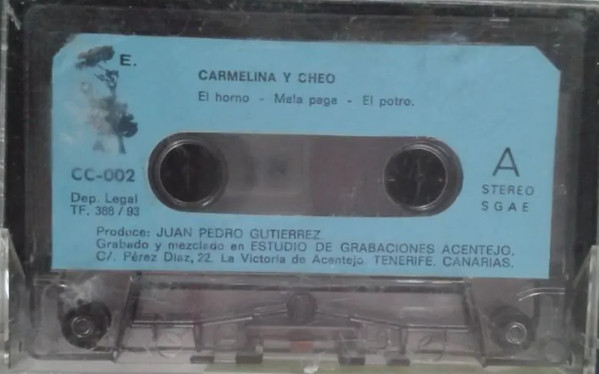 E.
CARMELINA Y CHEO
El horno - Mala paga - El potro.
CC-002
A
STEREO
SGAE
Dep. Legal
TF. 388 / 93
Produce: JUAN PEDRO GUTIERREZ
Grabado y mezclado en ESTUDIO DE GRABACIONES ACENTEJO.
C/. Pérez Díaz, 22. La Victoria de Acentejo. TENERIFE. CANARIAS.